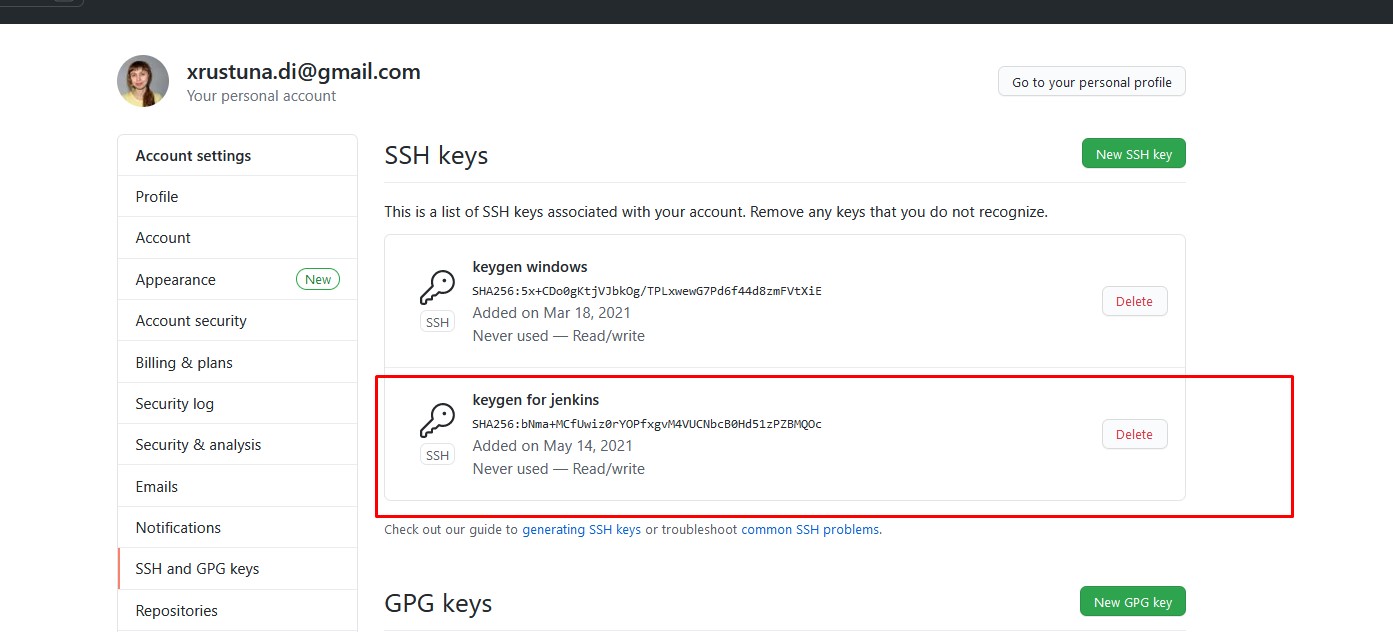 xrustuna.di@gmail.com
Your personal account
Go to your personal profile
Account settings
Profile
Account
Appearance New
Account security
Billing & plans
Security log
Security & analysis
Emails
Notifications
SSH and GPG keys
Repositories
SSH keys
New SSH key
This is a list of SSH keys associated with your account. Remove any keys that you do not recognize.
keygen windows
SHA256:5x+CDo0gKtjVJbkOg/TPLxwewG7Pd6f44d8zmFVtXiE
Added on Mar 18, 2021
Never used — Read/write
SSH
Delete
keygen for jenkins
SHA256:bNma+MCfUwiz0rYOPfxgvM4VUCNbcB0Hd51zPZBMQOc
Added on May 14, 2021
Never used — Read/write
SSH
Delete
Check out our guide to generating SSH keys or troubleshoot common SSH problems.
GPG keys
New GPG key